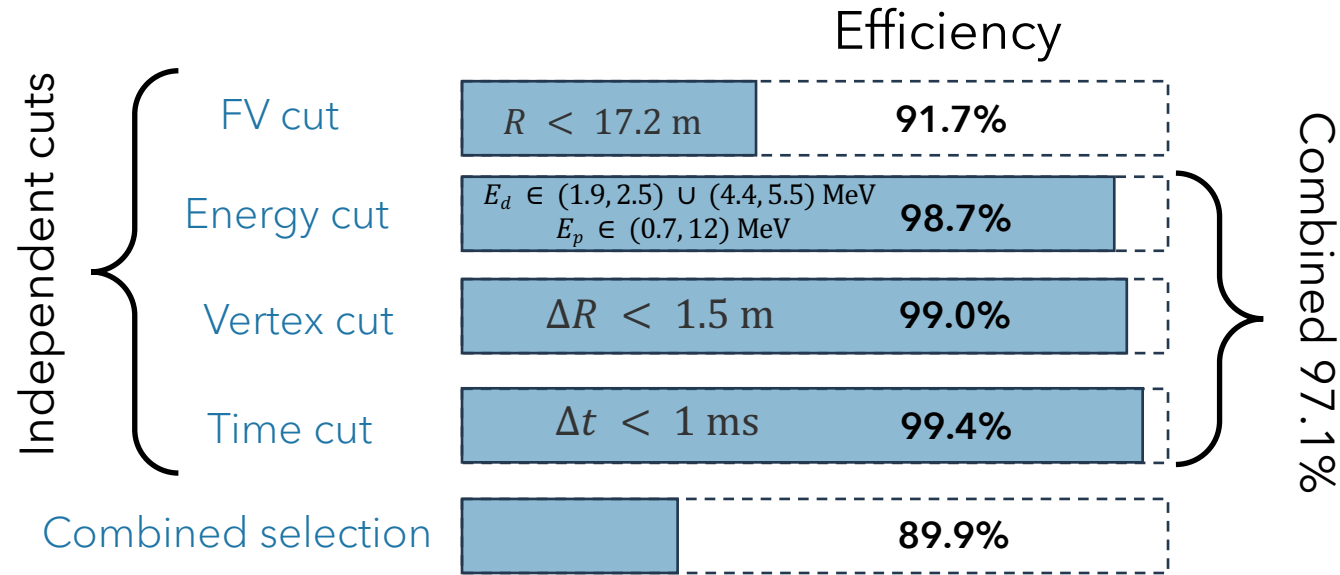 Efficiency
Independent cuts
FV cut
R < 17.2 m
91.7%
Energy cut
E_d ∈ (1.9, 2.5) ∪ (4.4, 5.5) MeV
E_p ∈ (0.7, 12) MeV
98.7%
Vertex cut
ΔR < 1.5 m
99.0%
Time cut
Δt < 1 ms
99.4%
Combined 97.1%
Combined selection
89.9%